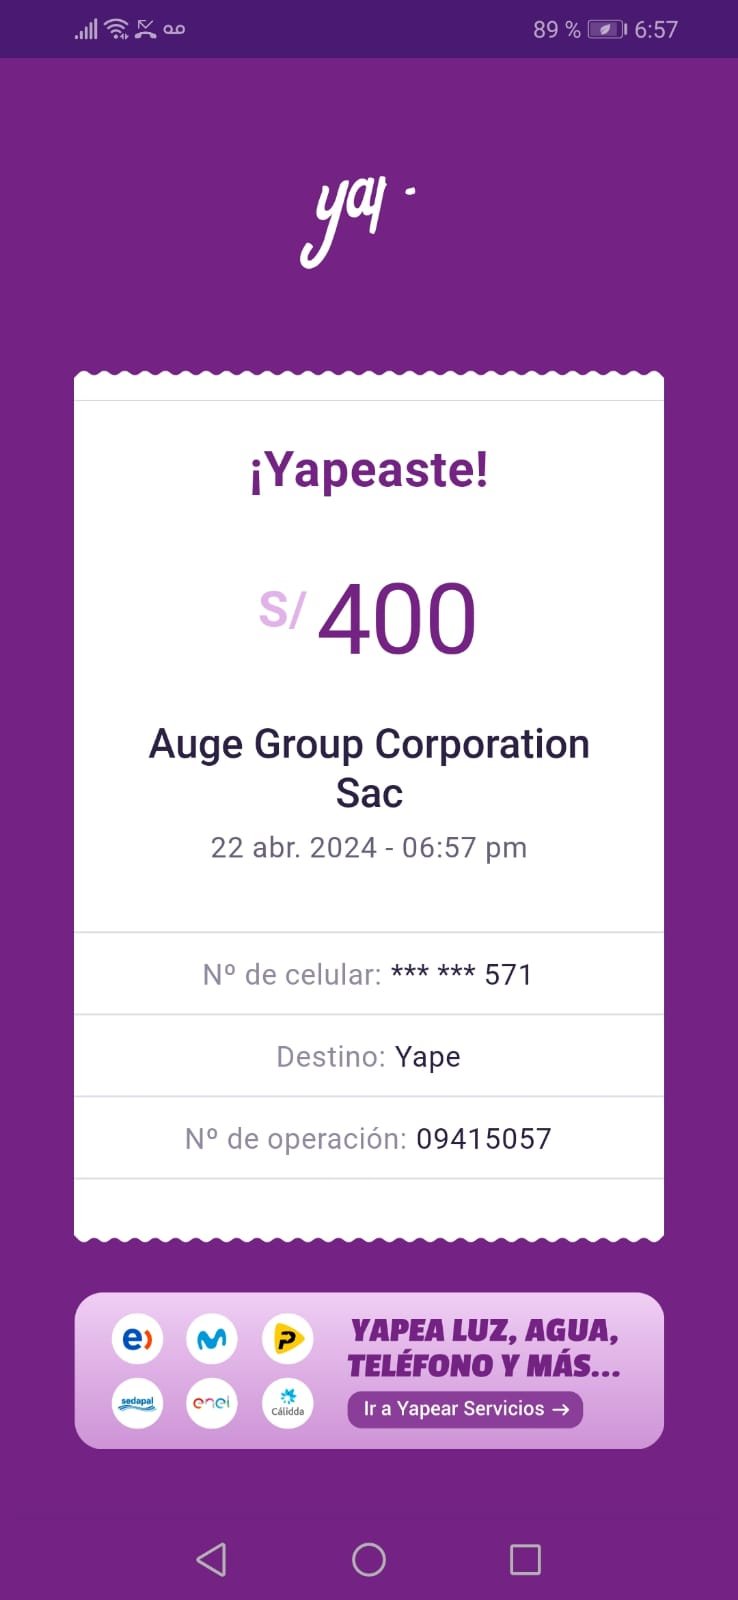 89 % 6:57
yap
¡Yapeaste!
S/ 400
Auge Group Corporation
Sac
22 abr. 2024 - 06:57 pm
Nº de celular: *** *** 571
Destino: Yape
Nº de operación: 09415057
YAPEA LUZ, AGUA,
TELÉFONO Y MÁS...
e) P
sedapal enel Cálidda
Ir a Yapear Servicios →